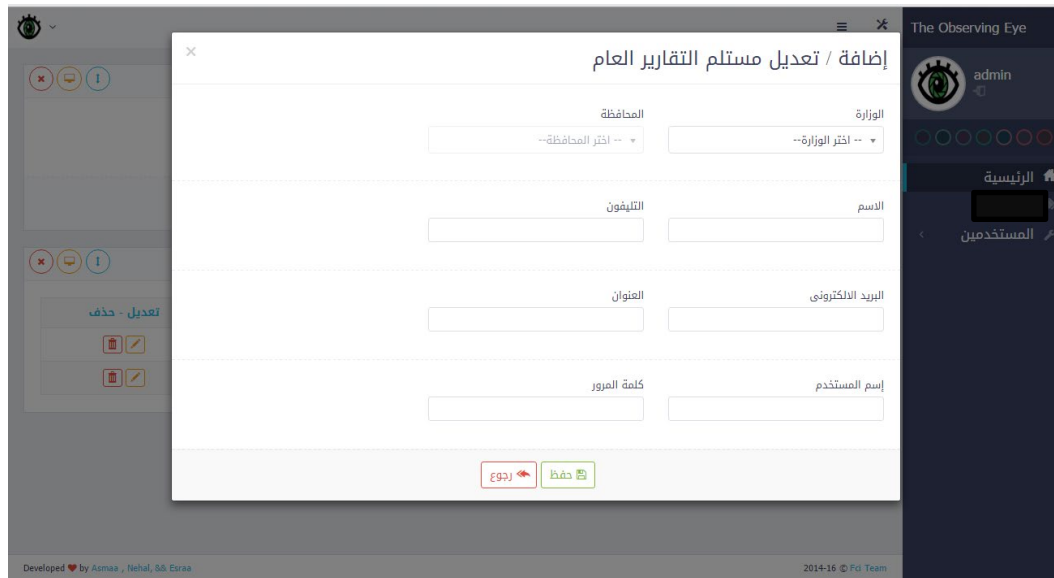 The Observing Eye
admin
الرئيسية
المستخدمين
إضافة / تعديل مستلم التقارير العام
×
الوزارة
المحافظة
-- اختر الوزارة--
-- اختر المحافظة--
الاسم
التليفون
البريد الالكترونى
العنوان
إسم المستخدم
كلمة المرور
حفظ
رجوع
تعديل - حذف
2014-16 © Fci Team
Developed ❤ by Asmaa , Nehal, && Esraa